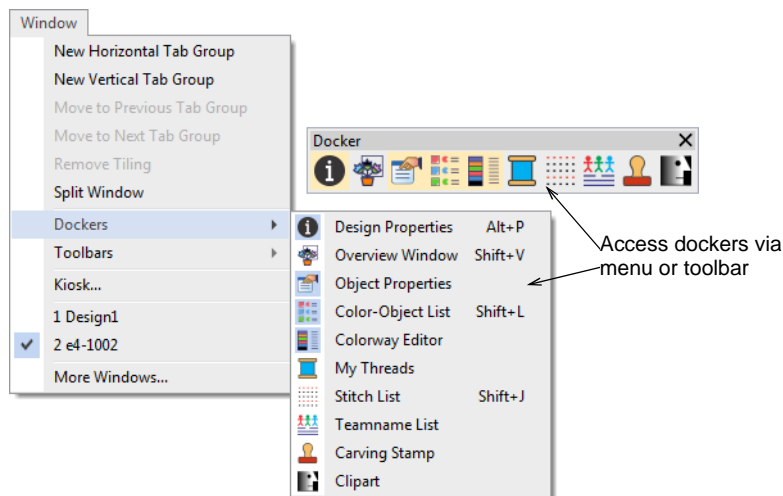 Window
New Horizontal Tab Group
New Vertical Tab Group
Move to Previous Tab Group
Move to Next Tab Group
Remove Tiling
Split Window
Dockers
Toolbars
Kiosk...
1 Design1
2 e4-1002
More Windows...
Docker
Design Properties Alt+P
Overview Window Shift+V
Object Properties
Color-Object List Shift+L
Colorway Editor
My Threads
Stitch List Shift+J
Teamname List
Carving Stamp
Clipart
Access dockers via
menu or toolbar